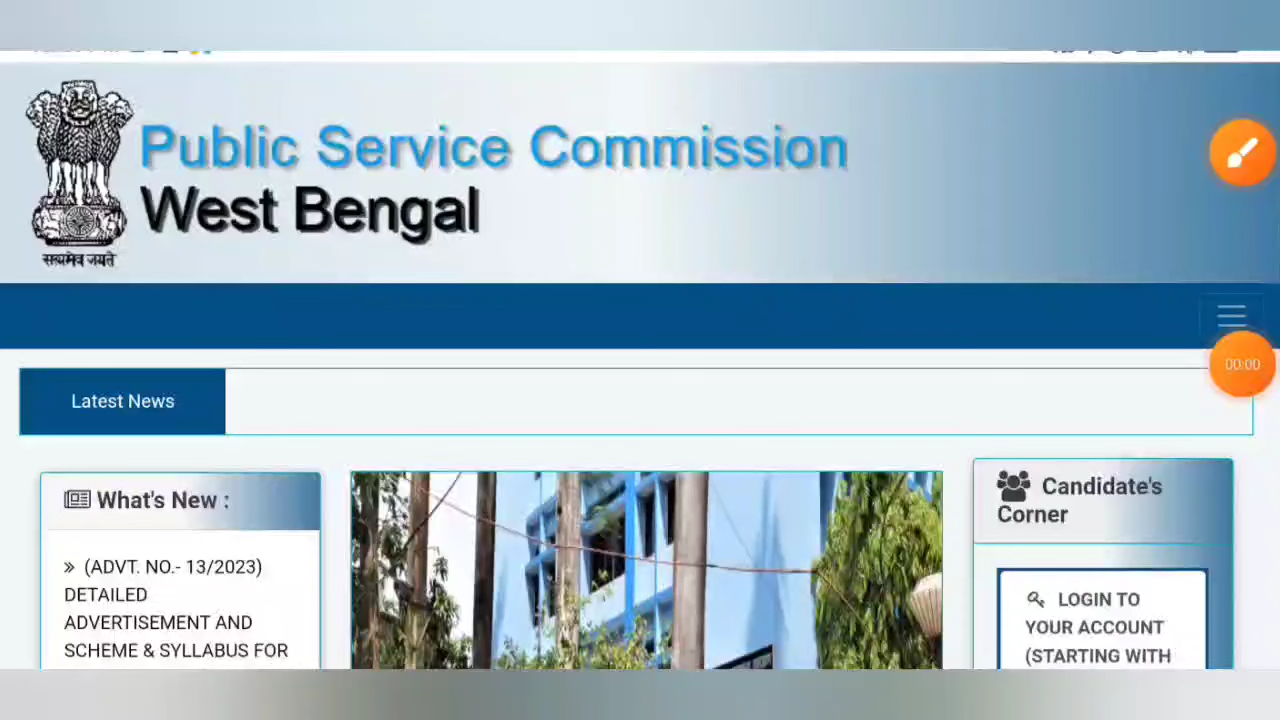 Public Service Commission
West Bengal
सत्यमेव जयते
00:00
Latest News
What's New :
» (ADVT. NO.- 13/2023)
DETAILED
ADVERTISEMENT AND
SCHEME & SYLLABUS FOR
Candidate's
Corner
LOGIN TO
YOUR ACCOUNT
(STARTING WITH